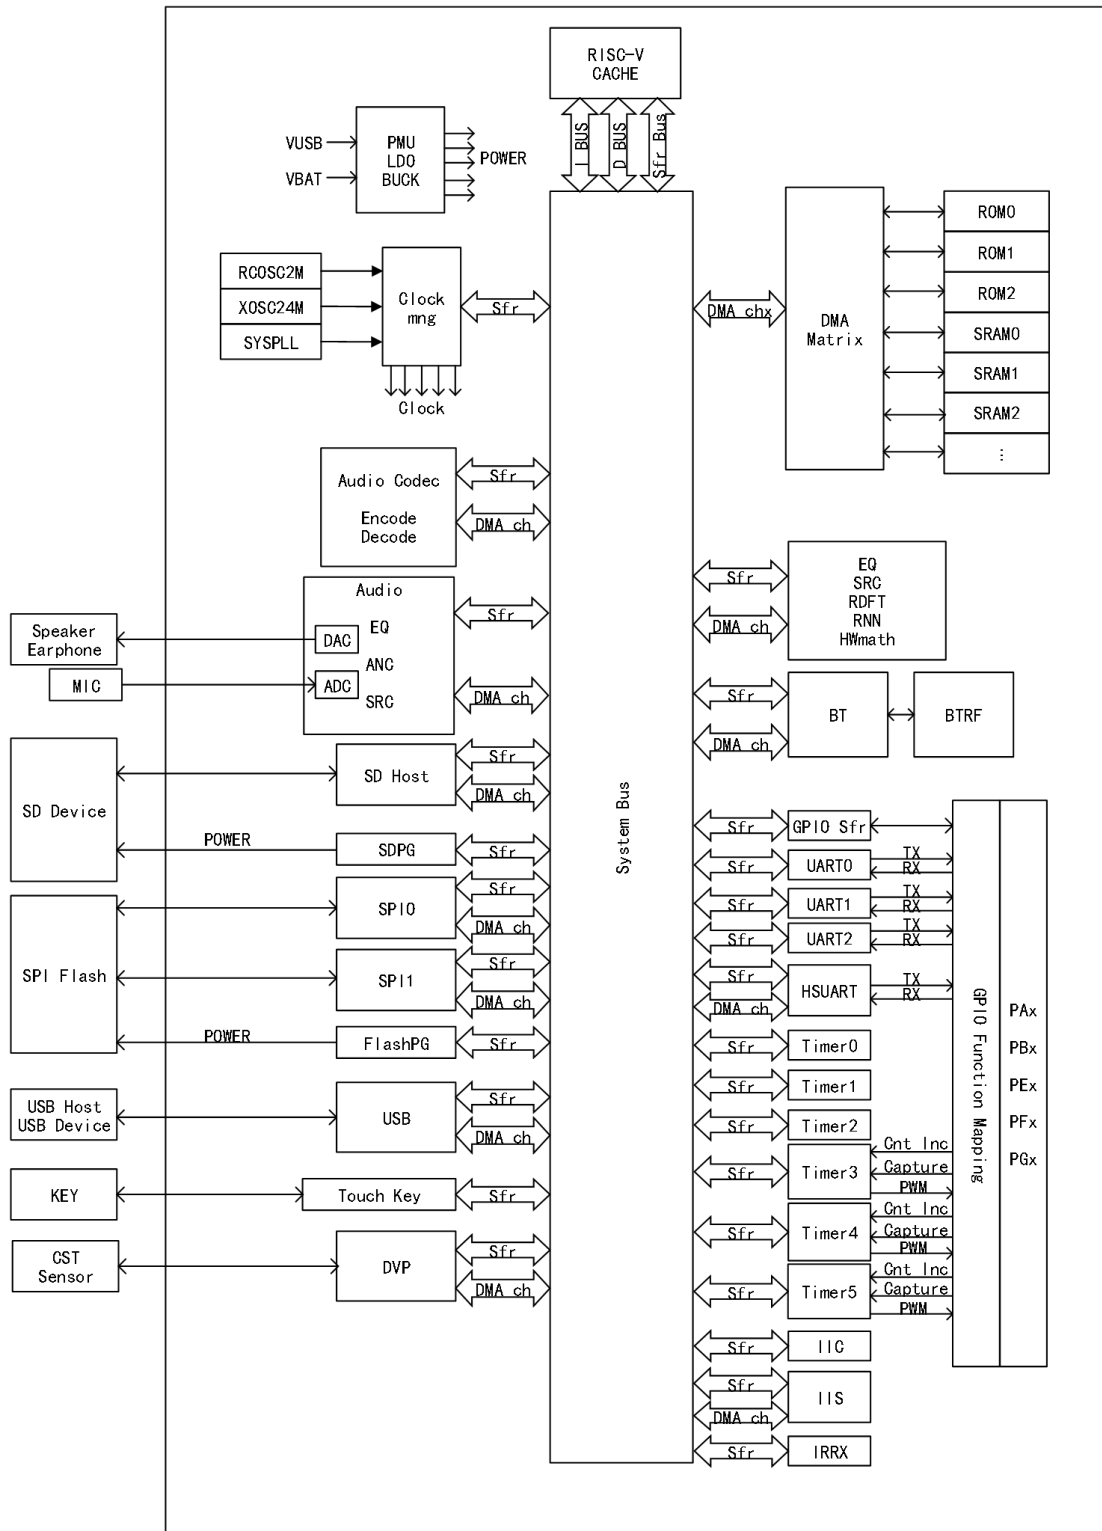 RISC-V
CACHE
I BUS
D BUS
Sfr Bus
VUSB
VBAT
PMU
LDO
BUCK
POWER
RCOSC2M
XOSC24M
SYSPLL
Clock
mng
Sfr
Clock
DMA chx
DMA
Matrix
ROM0
ROM1
ROM2
SRAM0
SRAM1
SRAM2
...
System Bus
Audio Codec
Encode
Decode
Sfr
DMA ch
Audio
EQ
ANC
SRC
DAC
ADC
Sfr
DMA ch
Speaker
Earphone
MIC
SD Device
SD Host
Sfr
DMA ch
POWER
SDPG
Sfr
SPI Flash
SPI0
Sfr
DMA ch
SPI1
Sfr
DMA ch
POWER
FlashPG
Sfr
USB Host
USB Device
USB
Sfr
DMA ch
KEY
Touch Key
Sfr
CST
Sensor
DVP
Sfr
DMA ch
Sfr
DMA ch
EQ
SRC
RDFT
RNN
HWmath
Sfr
DMA ch
BT
BTRF
Sfr
GPIO Sfr
Sfr
UART0
TX
RX
Sfr
UART1
TX
RX
Sfr
UART2
TX
RX
Sfr
DMA ch
HSUART
TX
RX
Sfr
Timer0
Sfr
Timer1
Sfr
Timer2
Sfr
Timer3
Cnt Inc
Capture
PWM
Sfr
Timer4
Cnt Inc
Capture
PWM
Sfr
Timer5
Cnt Inc
Capture
PWM
Sfr
IIC
Sfr
DMA ch
IIS
Sfr
IRRX
GPIO Function Mapping
PAx
PBx
PEx
PFx
PGx